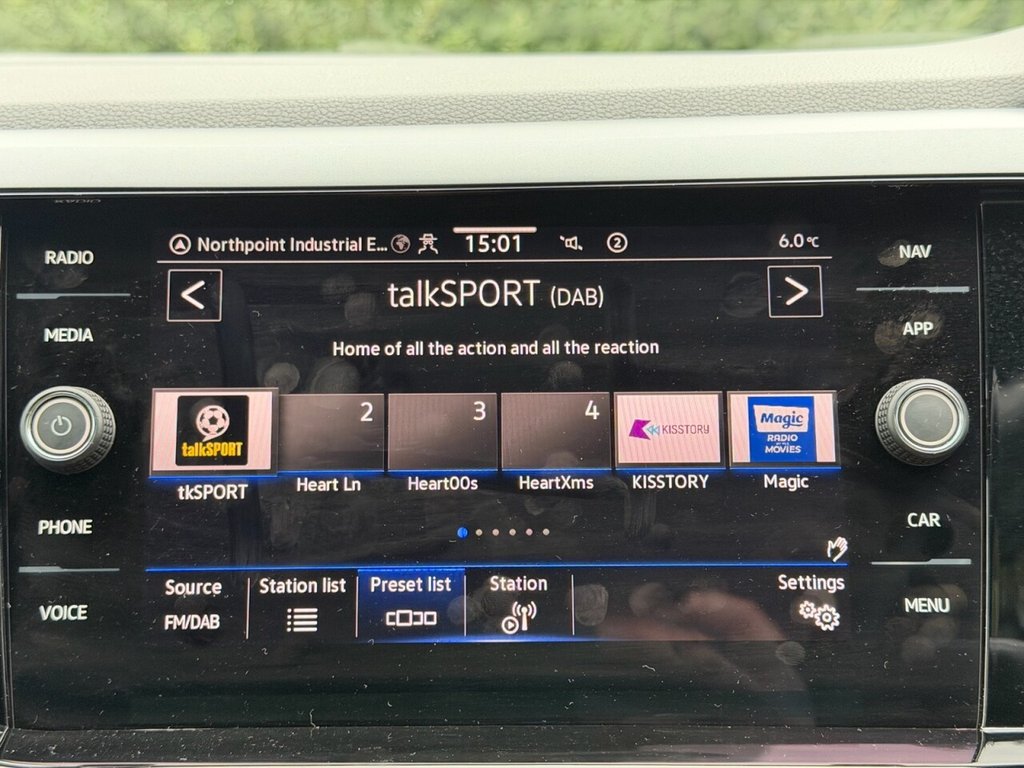 Northpoint Industrial E... 15:01 2 6.0°C
RADIO
NAV
< talkSPORT (DAB) >
MEDIA
APP
Home of all the action and all the reaction
talkSPORT
2
3
4
KISSTORY
Magic
RADIO
MOVIES
tkSPORT
Heart Ln
Heart00s
HeartXms
KISSTORY
Magic
PHONE
CAR
Source
Station list
Preset list
Station
Settings
FM/DAB
VOICE
MENU